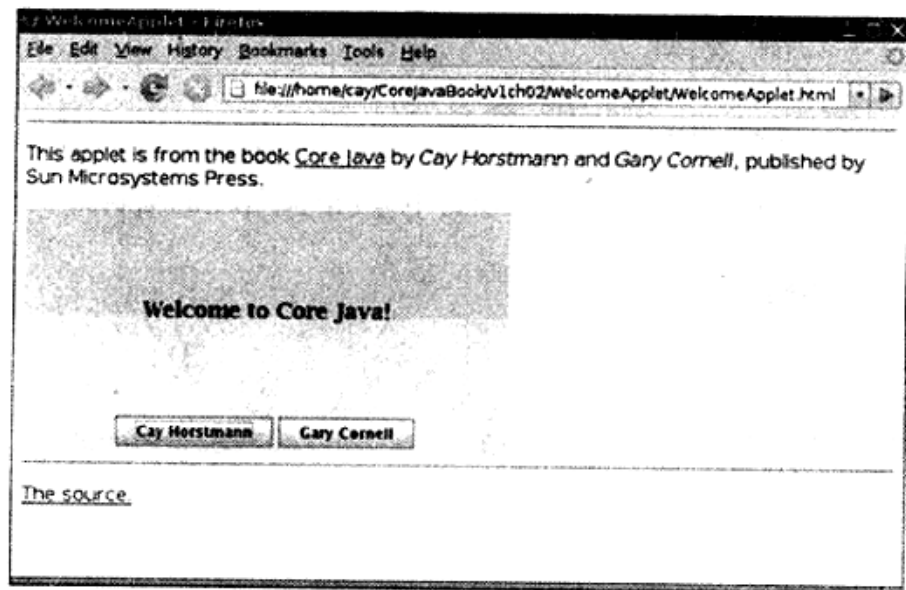 WelcomeApplet - Firefox
File Edit View History Bookmarks Tools Help
file:///home/cay/CoreJavaBook/v1ch02/WelcomeApplet/WelcomeApplet.html
This applet is from the book Core Java by Cay Horstmann and Gary Cornell, published by
Sun Microsystems Press.
Welcome to Core Java!
Cay Horstmann Gary Cornell
The source.